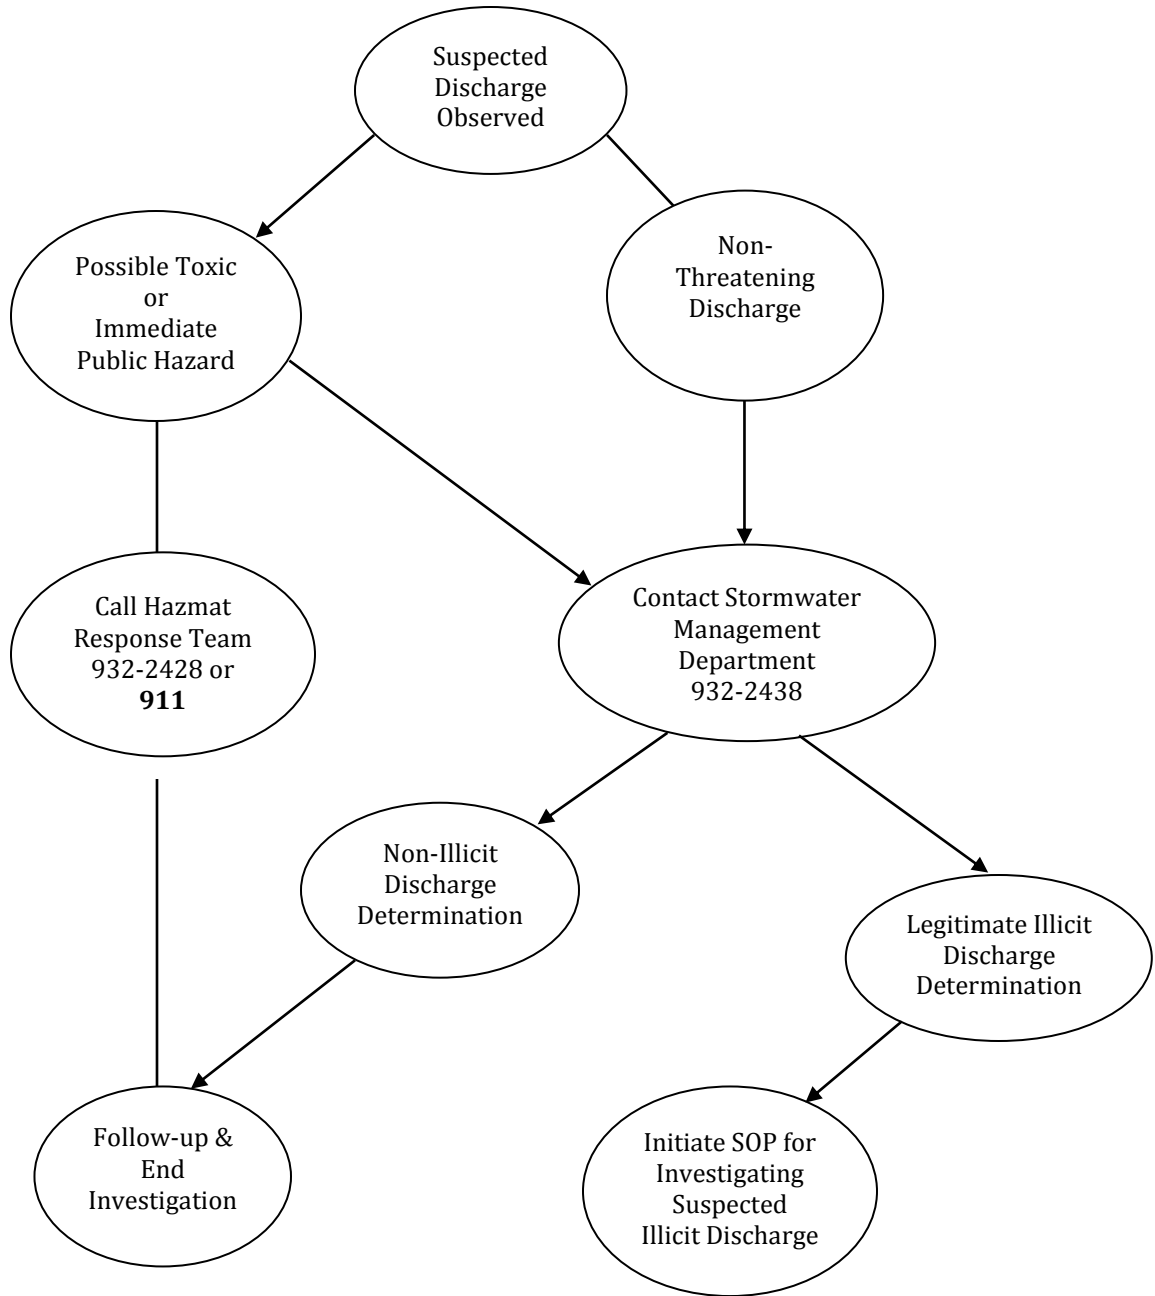 Suspected
Discharge
Observed
Possible Toxic
or
Immediate
Public Hazard
Non-
Threatening
Discharge
Call Hazmat
Response Team
932-2428 or
911
Contact Stormwater
Management
Department
932-2438
Non-Illicit
Discharge
Determination
Legitimate Illicit
Discharge
Determination
Follow-up &
End
Investigation
Initiate SOP for
Investigating
Suspected
Illicit Discharge